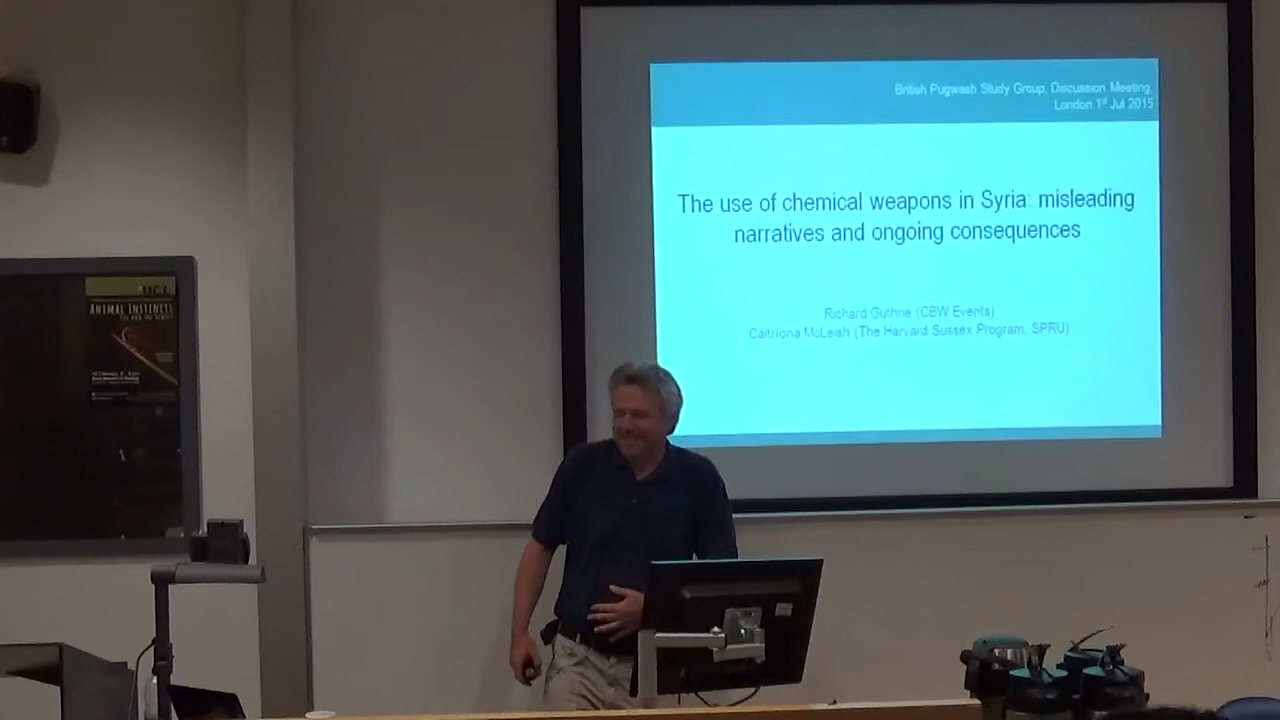 British Pugwash Study Group, Discussion Meeting,
London 1st Jul 2015
The use of chemical weapons in Syria: misleading
narratives and ongoing consequences
Richard Guthrie (CBW Events)
Caitriona McLeish (The Harvard Sussex Program, SPRU)
UCL
ANIMAL INSTINCTS